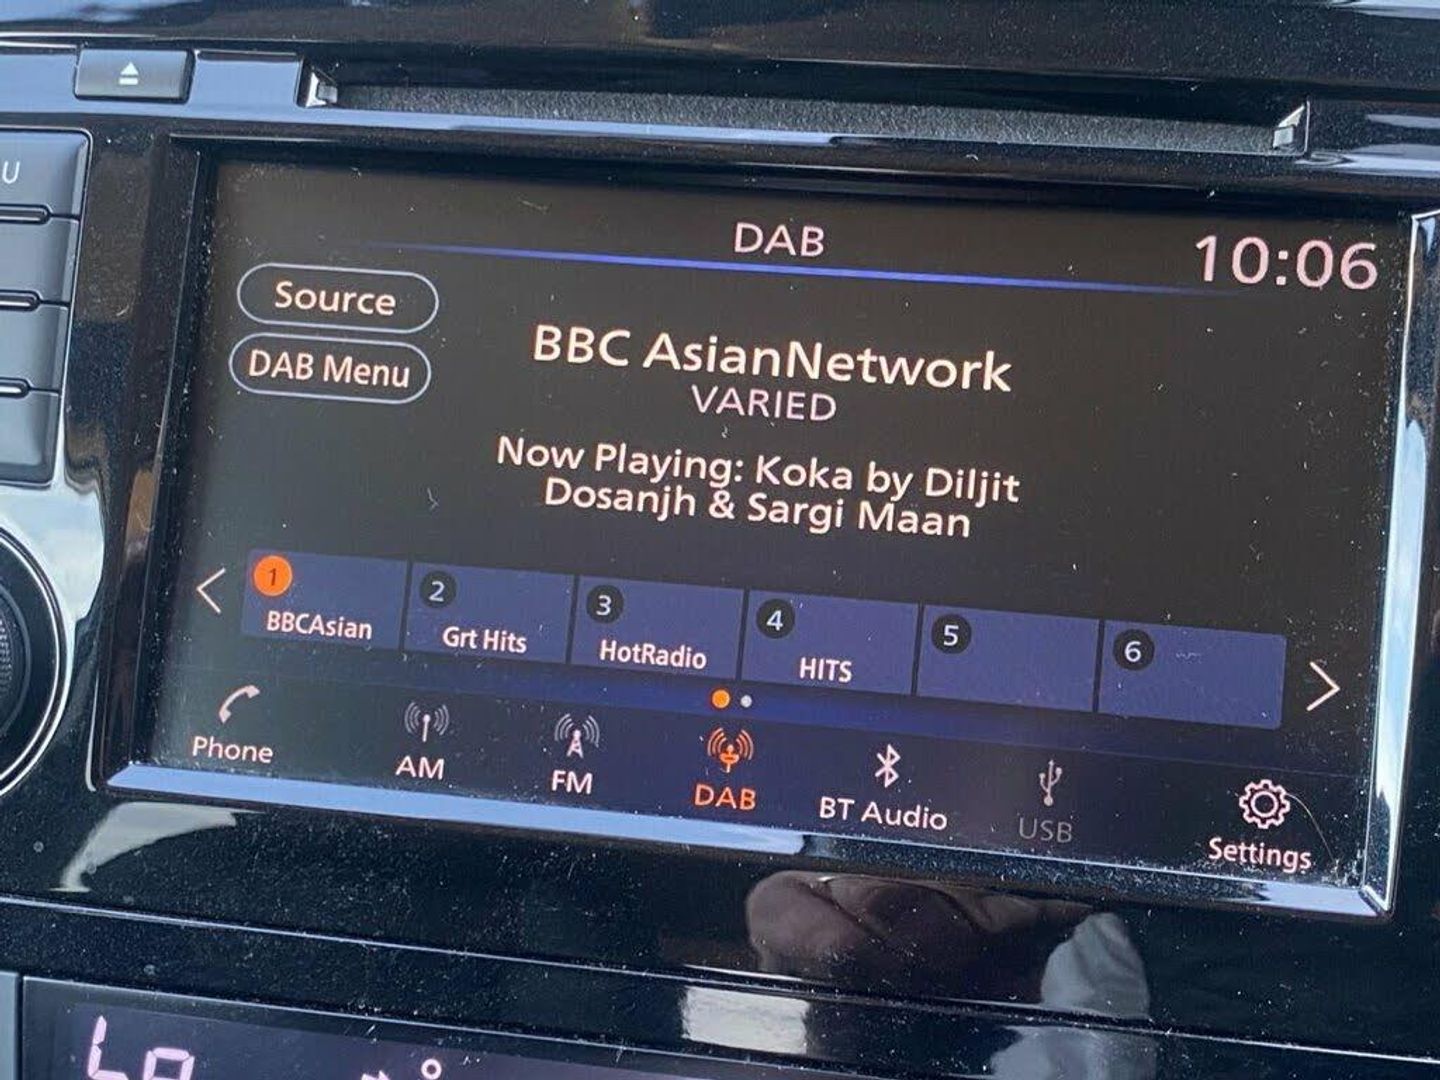 U
DAB
10:06
Source
DAB Menu
BBC AsianNetwork
VARIED
Now Playing: Koka by Diljit
Dosanjh & Sargi Maan
1
BBCAsian
2
Grt Hits
3
HotRadio
4
HITS
5
6
Phone
AM
FM
DAB
BT Audio
USB
Settings
Lo